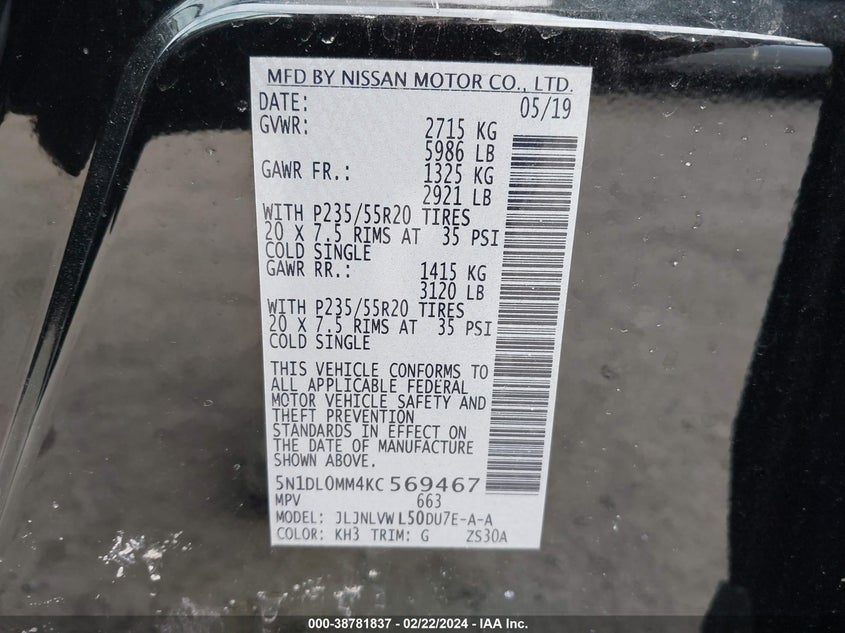 MFD BY NISSAN MOTOR CO., LTD.
DATE: 05/19
GVWR: 2715 KG
5986 LB
GAWR FR.: 1325 KG
2921 LB
WITH P235/55R20 TIRES
20 X 7.5 RIMS AT 35 PSI
COLD SINGLE
GAWR RR.: 1415 KG
3120 LB
WITH P235/55R20 TIRES
20 X 7.5 RIMS AT 35 PSI
COLD SINGLE
THIS VEHICLE CONFORMS TO
ALL APPLICABLE FEDERAL
MOTOR VEHICLE SAFETY AND
THEFT PREVENTION
STANDARDS IN EFFECT ON
THE DATE OF MANUFACTURE
SHOWN ABOVE.
5N1DL0MM4KC569467
MPV 663
MODEL: JLJNLVWL50DU7E-A-A
COLOR: KH3 TRIM: G ZS30A
000-38781837 - 02/22/2024 - IAA Inc.